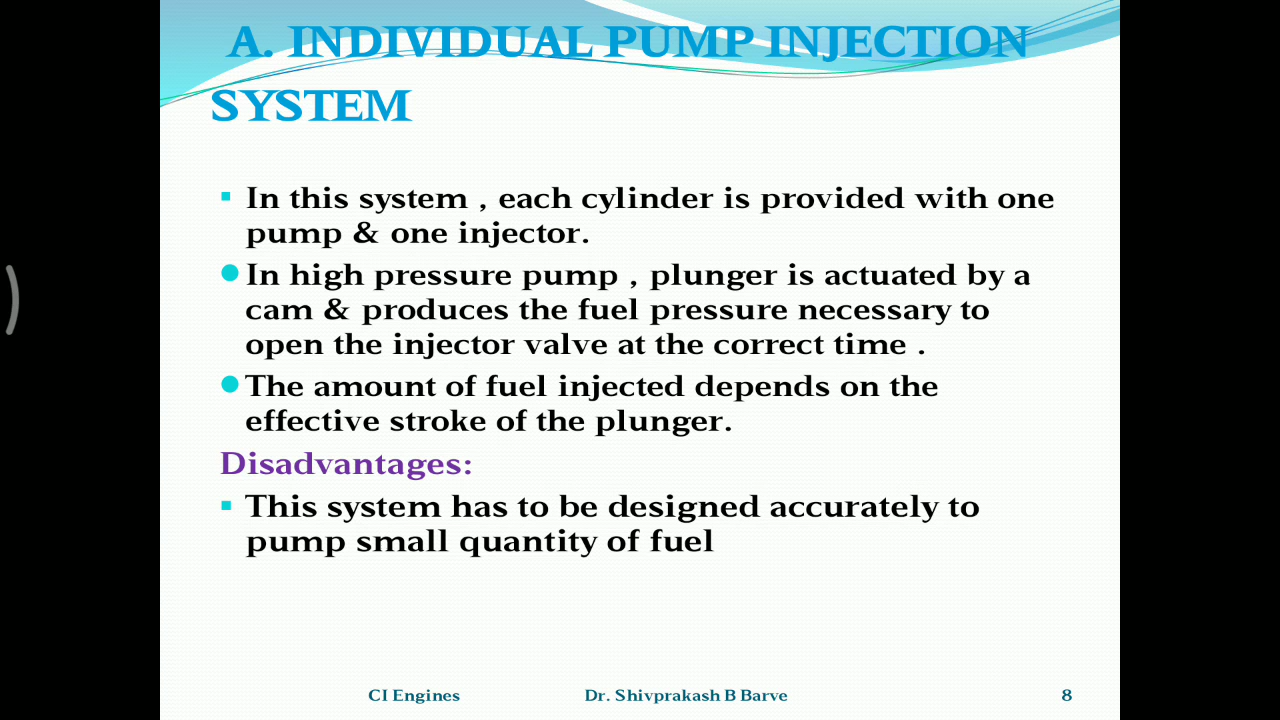 A. INDIVIDUAL PUMP INJECTION
SYSTEM
In this system , each cylinder is provided with one
pump & one injector.
In high pressure pump , plunger is actuated by a
cam & produces the fuel pressure necessary to
open the injector valve at the correct time .
The amount of fuel injected depends on the
effective stroke of the plunger.
Disadvantages:
This system has to be designed accurately to
pump small quantity of fuel
CI Engines Dr. Shivprakash B Barve 8